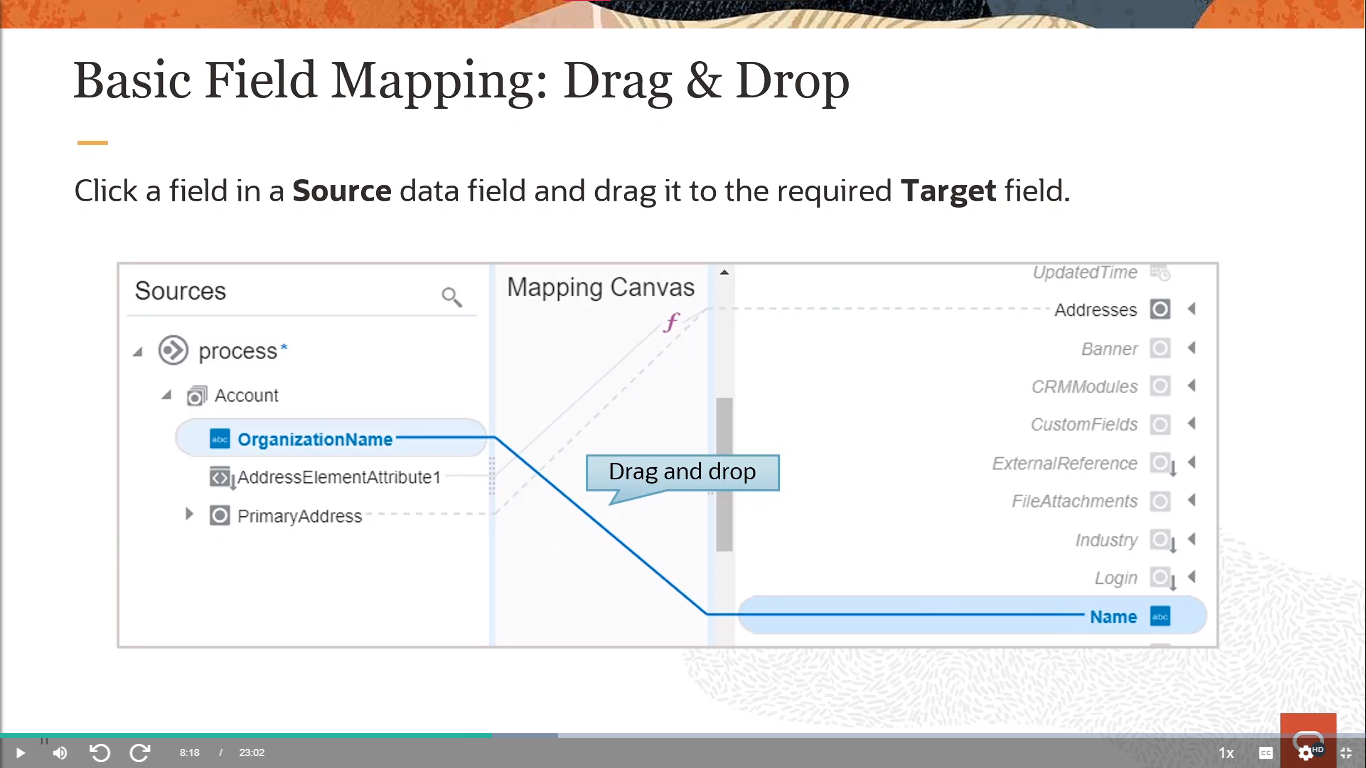 Basic Field Mapping: Drag & Drop
Click a field in a Source data field and drag it to the required Target field.
Sources
Mapping Canvas
f
process*
Account
abc OrganizationName
AddressElementAttribute1
PrimaryAddress
Drag and drop
UpdatedTime
Addresses
Banner
CRMModules
CustomFields
ExternalReference
FileAttachments
Industry
Login
Name abc
8:18 / 23:02
1x
CC
HD